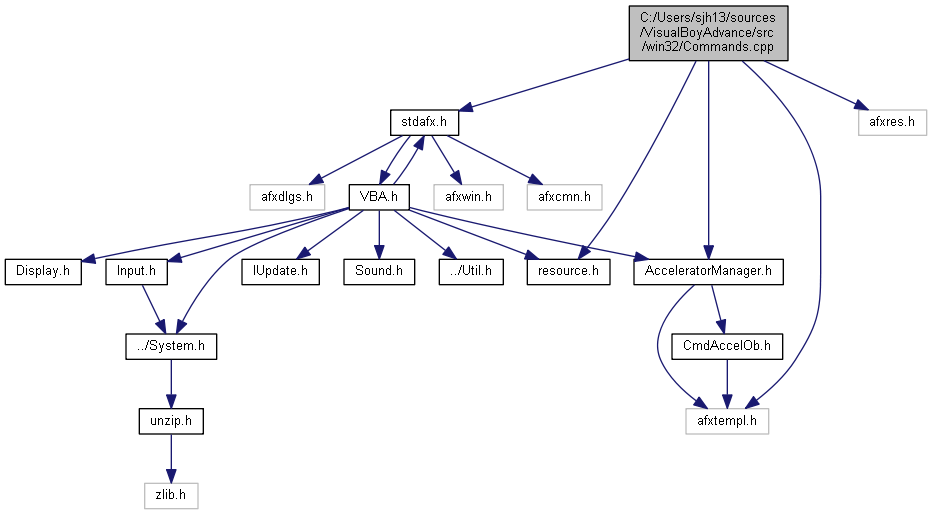 C:/Users/sjh13/sources
/VisualBoyAdvance/src
/win32/Commands.cpp
stdafx.h
afxres.h
afxdlgs.h
VBA.h
afxwin.h
afxcmn.h
Display.h
Input.h
IUpdate.h
Sound.h
../Util.h
resource.h
AcceleratorManager.h
../System.h
CmdAccelOb.h
unzip.h
afxtempl.h
zlib.h